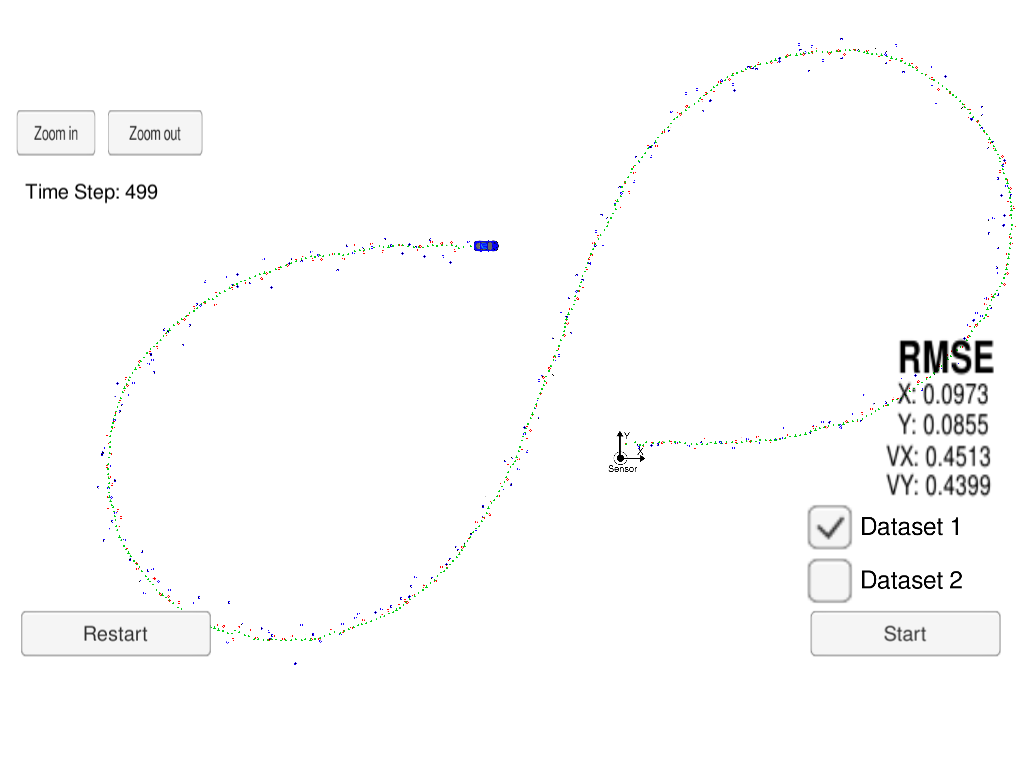 Zoom in
Zoom out
Time Step: 499
RMSE
X: 0.0973
Y: 0.0855
VX: 0.4513
VY: 0.4399
Y
X
Sensor
Dataset 1
Dataset 2
Restart
Start